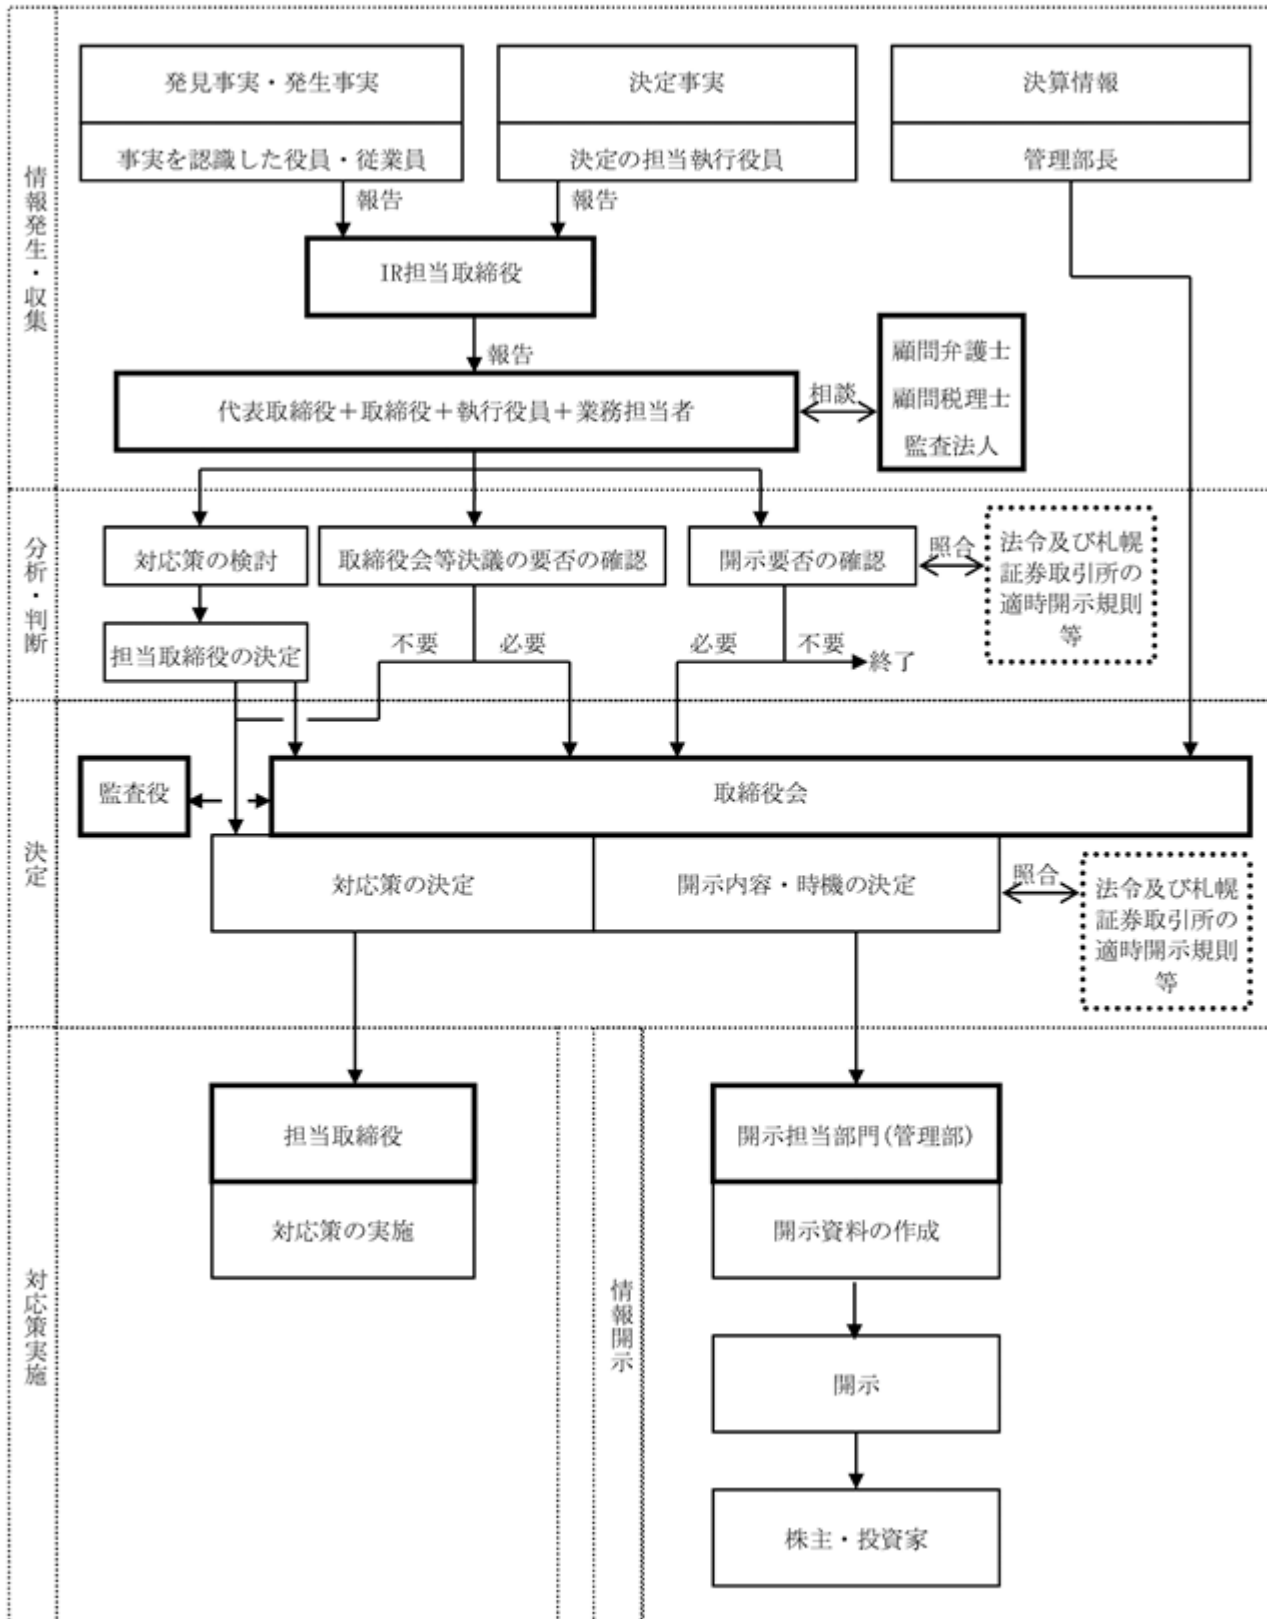 情報発生・収集
発見事実・発生事実
事実を認識した役員・従業員
決定事実
決定の担当執行役員
決算情報
管理部長
報告
報告
IR担当取締役
報告
代表取締役＋取締役＋執行役員＋業務担当者
相談
顧問弁護士
顧問税理士
監査法人
分析・判断
対応策の検討
取締役会等決議の要否の確認
開示要否の確認
照合
法令及び札幌
証券取引所の
適時開示規則
等
担当取締役の決定
不要
必要
必要
不要
終了
決定
監査役
取締役会
対応策の決定
開示内容・時機の決定
照合
法令及び札幌
証券取引所の
適時開示規則
等
対応策実施
担当取締役
対応策の実施
情報開示
開示担当部門(管理部)
開示資料の作成
開示
株主・投資家